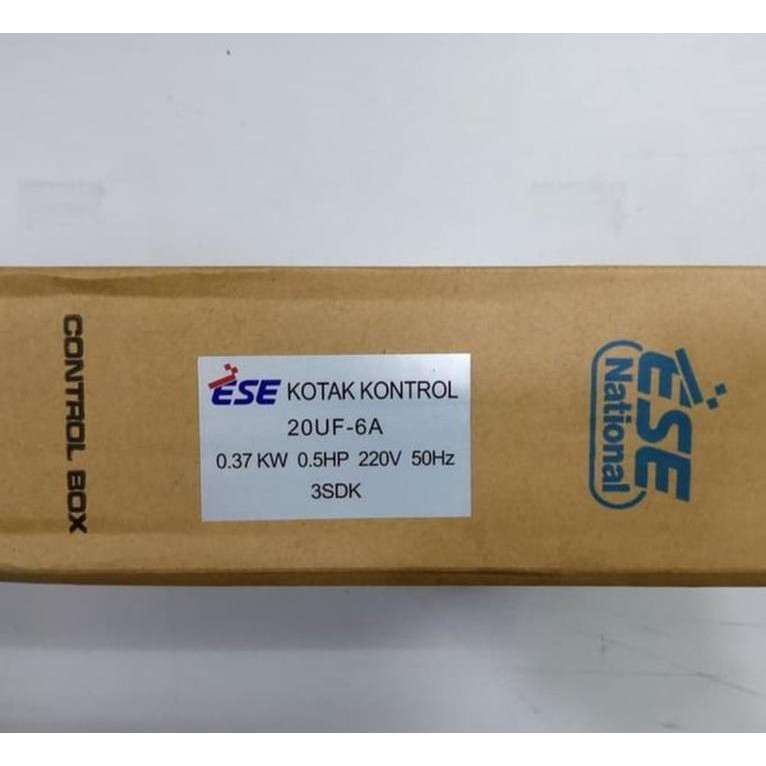 CONTROL BOX
ESE KOTAK KONTROL
20UF-6A
0.37 KW 0.5HP 220V 50Hz
3SDK
ESE
National